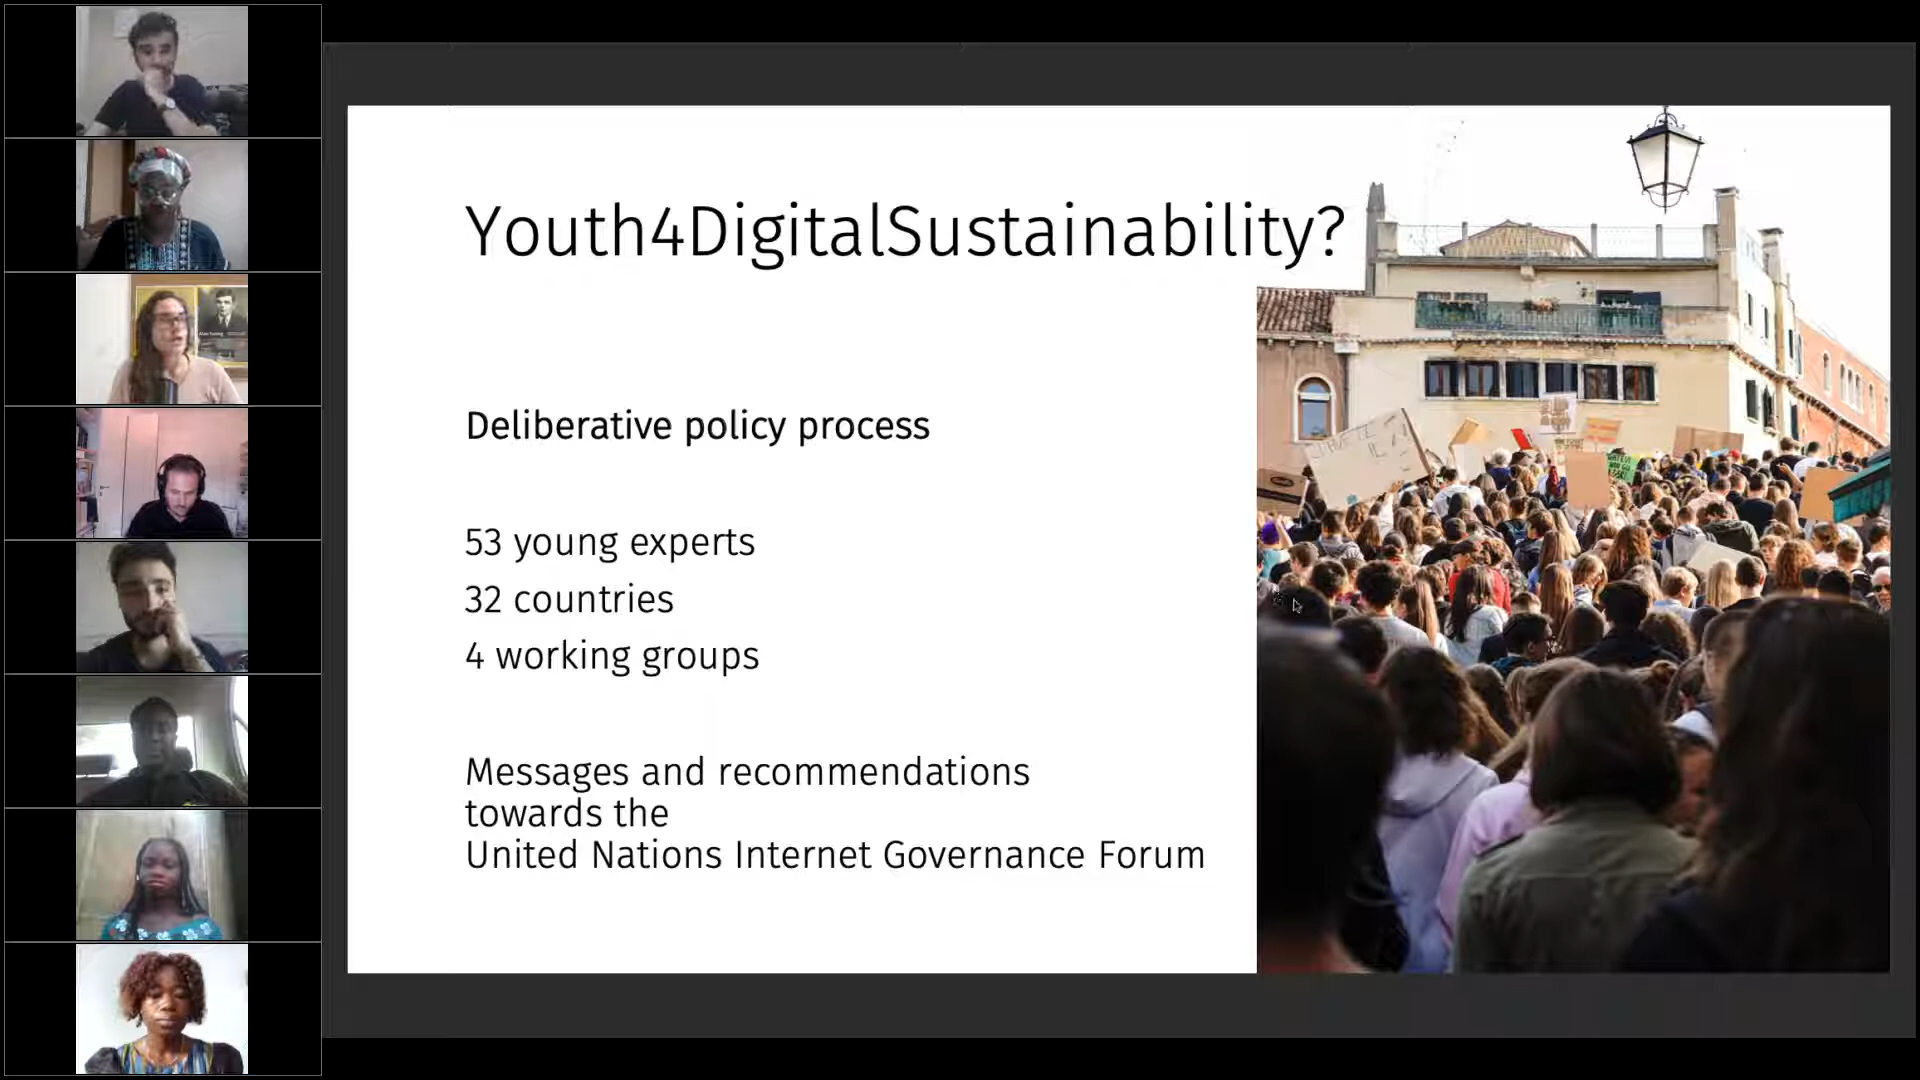 Youth4DigitalSustainability?
Deliberative policy process
53 young experts
32 countries
4 working groups
Messages and recommendations
towards the
United Nations Internet Governance Forum